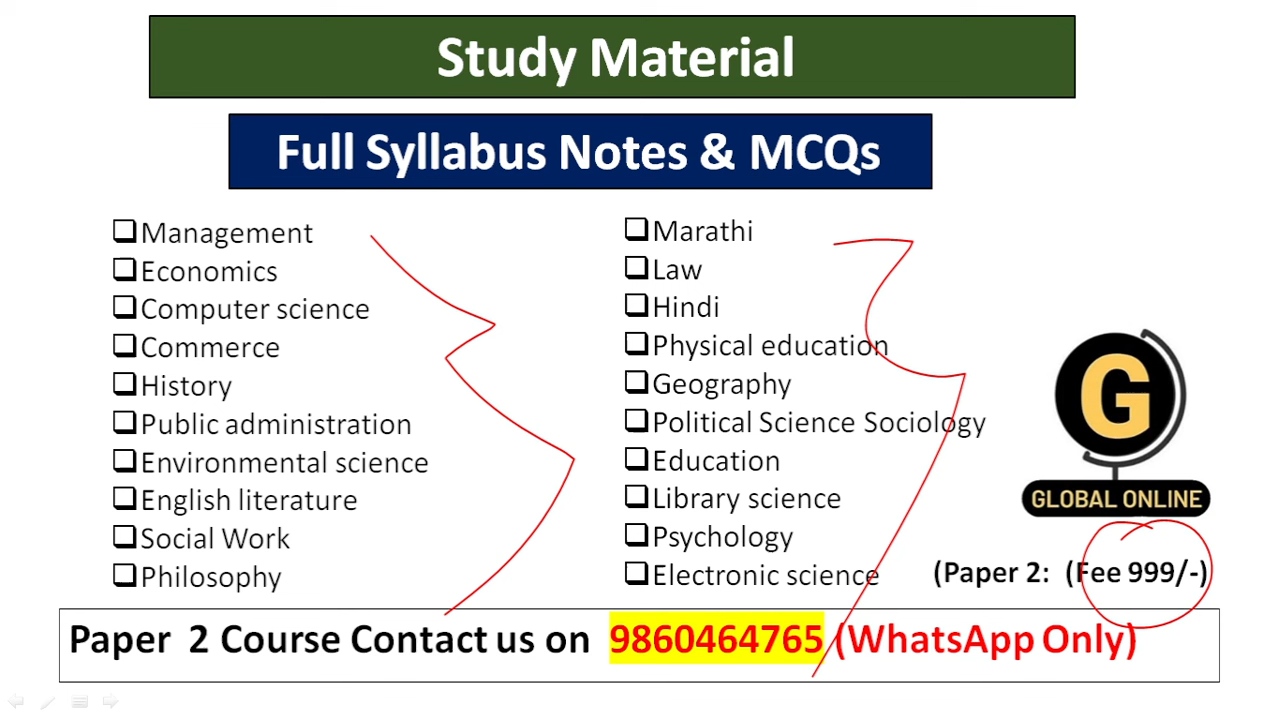 Study Material
Full Syllabus Notes & MCQs
Management
Economics
Computer science
Commerce
History
Public administration
Environmental science
English literature
Social Work
Philosophy
Marathi
Law
Hindi
Physical education
Geography
Political Science Sociology
Education
Library science
Psychology
Electronic science
G
GLOBAL ONLINE
(Paper 2: (Fee 999/-)
Paper 2 Course Contact us on 9860464765 (WhatsApp Only)